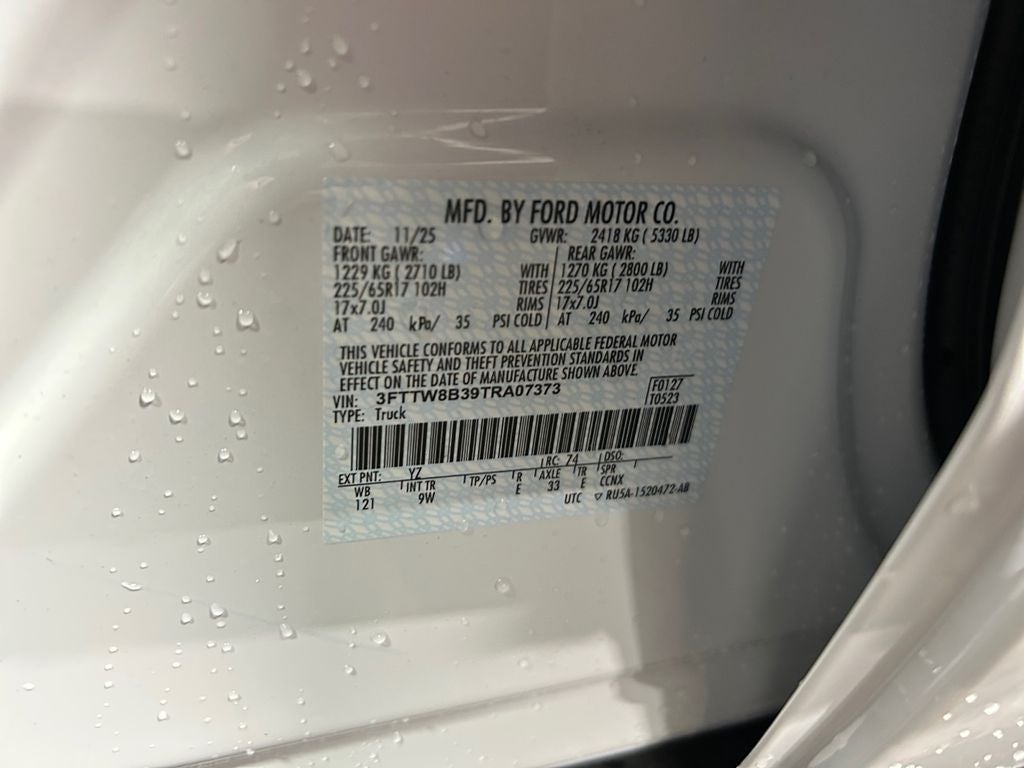 MFD. BY FORD MOTOR CO.
DATE: 11/25 GVWR: 2418 KG ( 5330 LB)
FRONT GAWR: REAR GAWR:
1229 KG ( 2710 LB) WITH 1270 KG ( 2800 LB) WITH
225/65R17 102H TIRES 225/65R17 102H TIRES
17x7.0J RIMS 17x7.0J RIMS
AT 240 kPa/ 35 PSI COLD AT 240 kPa/ 35 PSI COLD
THIS VEHICLE CONFORMS TO ALL APPLICABLE FEDERAL MOTOR
VEHICLE SAFETY AND THEFT PREVENTION STANDARDS IN
EFFECT ON THE DATE OF MANUFACTURE SHOWN ABOVE.
VIN: 3FTTW8B39TRA07373 F0127
TYPE: Truck T0523
EXT PNT: YZ RC: 74 DSO:
WB INT TR TP/PS R AXLE TR SPR
121 9W E 33 E CCNX
UTC ▽ RU5A-1520472-AB